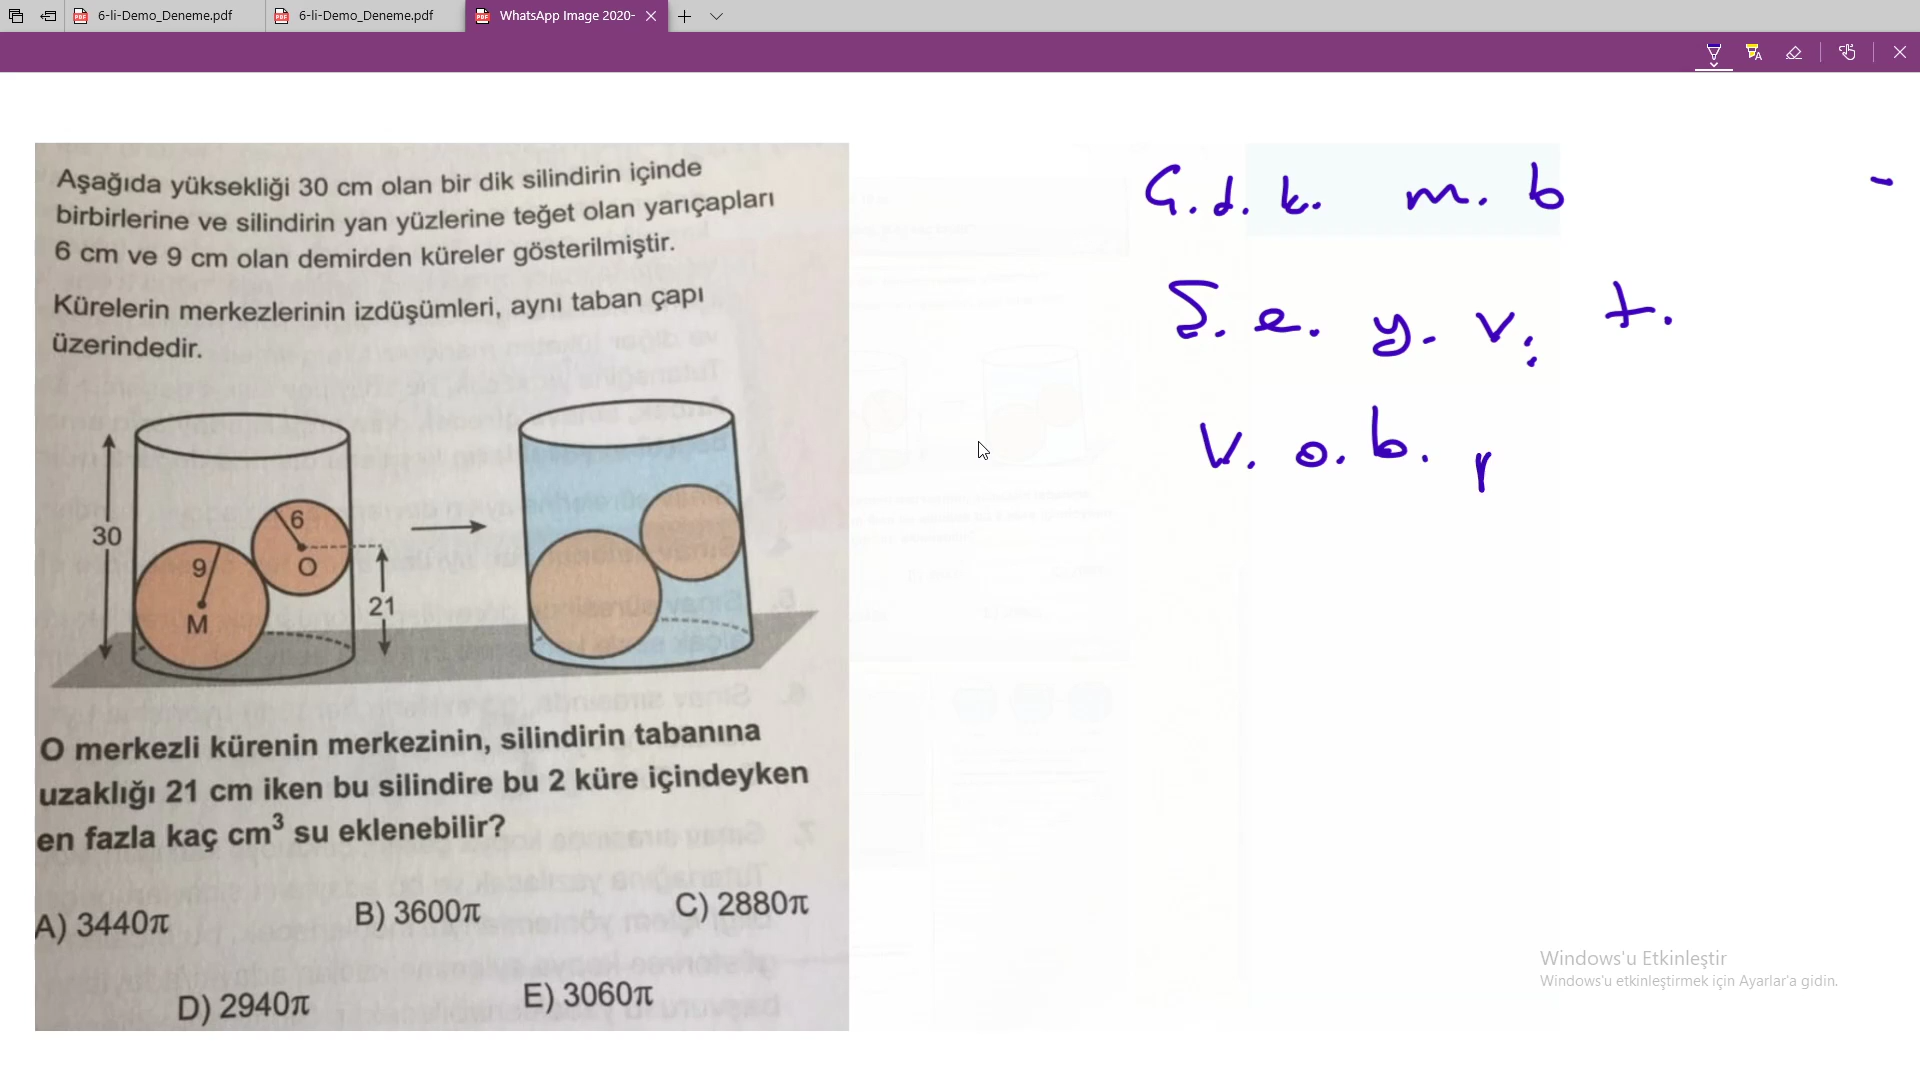 6-li-Demo_Deneme.pdf
6-li-Demo_Deneme.pdf
WhatsApp Image 2020-
Aşağıda yüksekliği 30 cm olan bir dik silindirin içinde
birbirlerine ve silindirin yan yüzlerine teğet olan yarıçapları
6 cm ve 9 cm olan demirden küreler gösterilmiştir.
Kürelerin merkezlerinin izdüşümleri, aynı taban çapı
üzerindedir.
30
9
M
6
O
21
O merkezli kürenin merkezinin, silindirin tabanına
uzaklığı 21 cm iken bu silindire bu 2 küre içindeyken
en fazla kaç cm³ su eklenebilir?
A) 3440π
B) 3600π
C) 2880π
D) 2940π
E) 3060π
G.d.k. m.b
S.e.y.v. t.
V.o.b. r
Windows'u Etkinleştir
Windows'u etkinleştirmek için Ayarlar'a gidin.